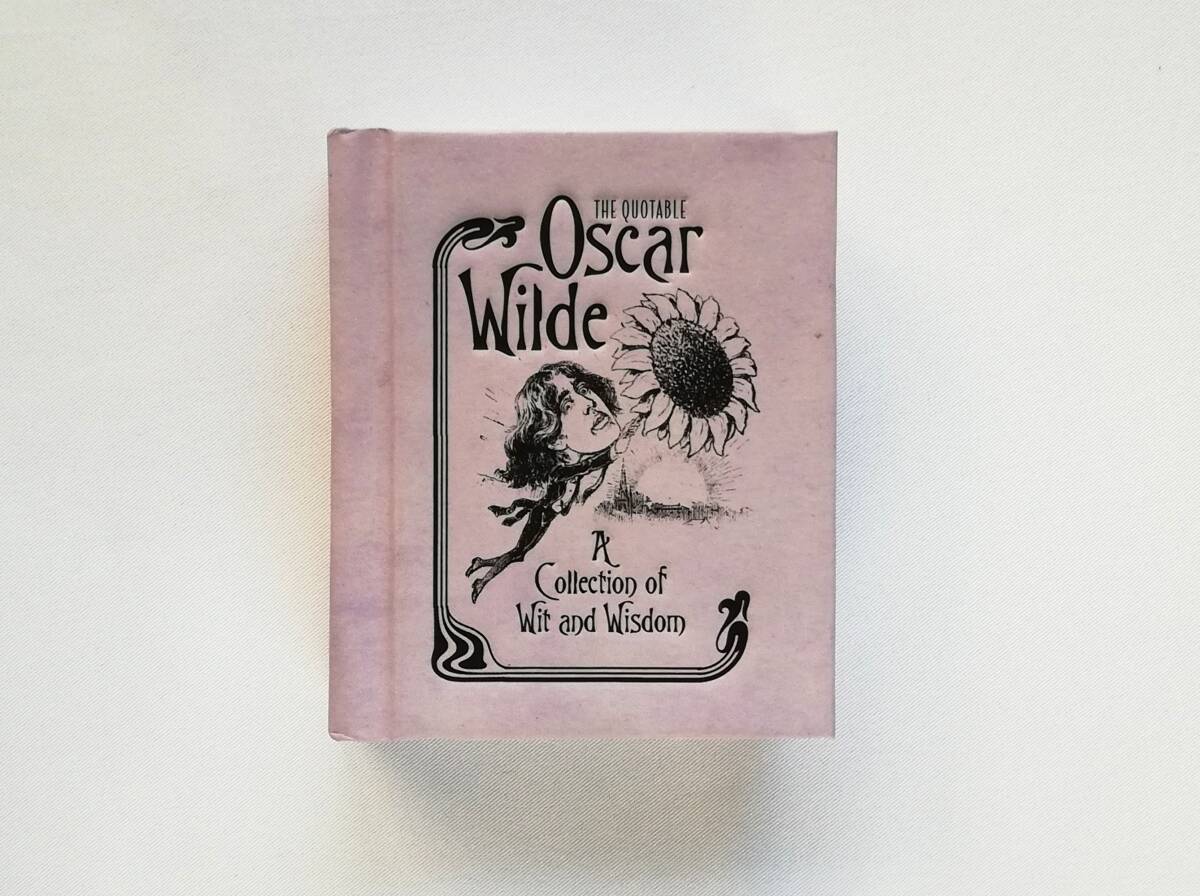 THE QUOTABLE
Oscar
Wilde
A
Collection of
Wit and Wisdom